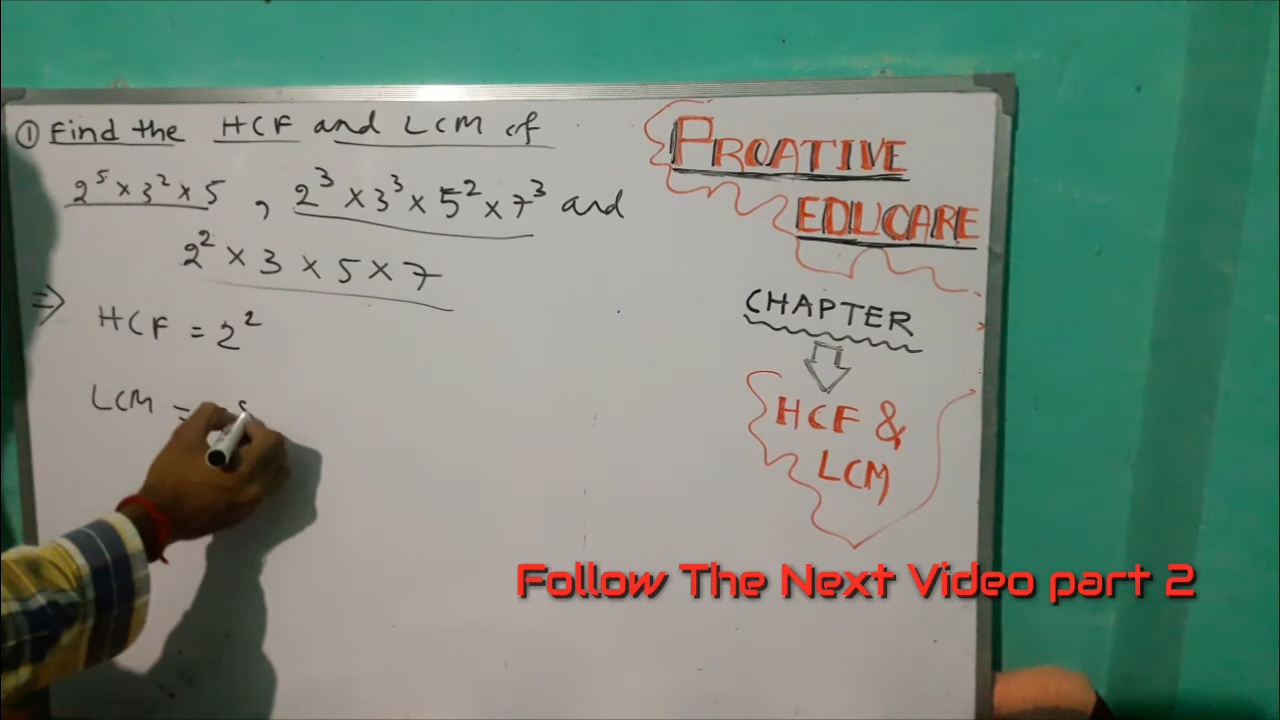 ① Find the HCF and LCM of
2⁵ × 3² × 5 , 2³ × 3³ × 5² × 7³ and
2² × 3 × 5 × 7
⇒
HCF = 2²
LCM =
PROATIVE
EDUCARE
CHAPTER
HCF &
LCM
Follow The Next Video part 2